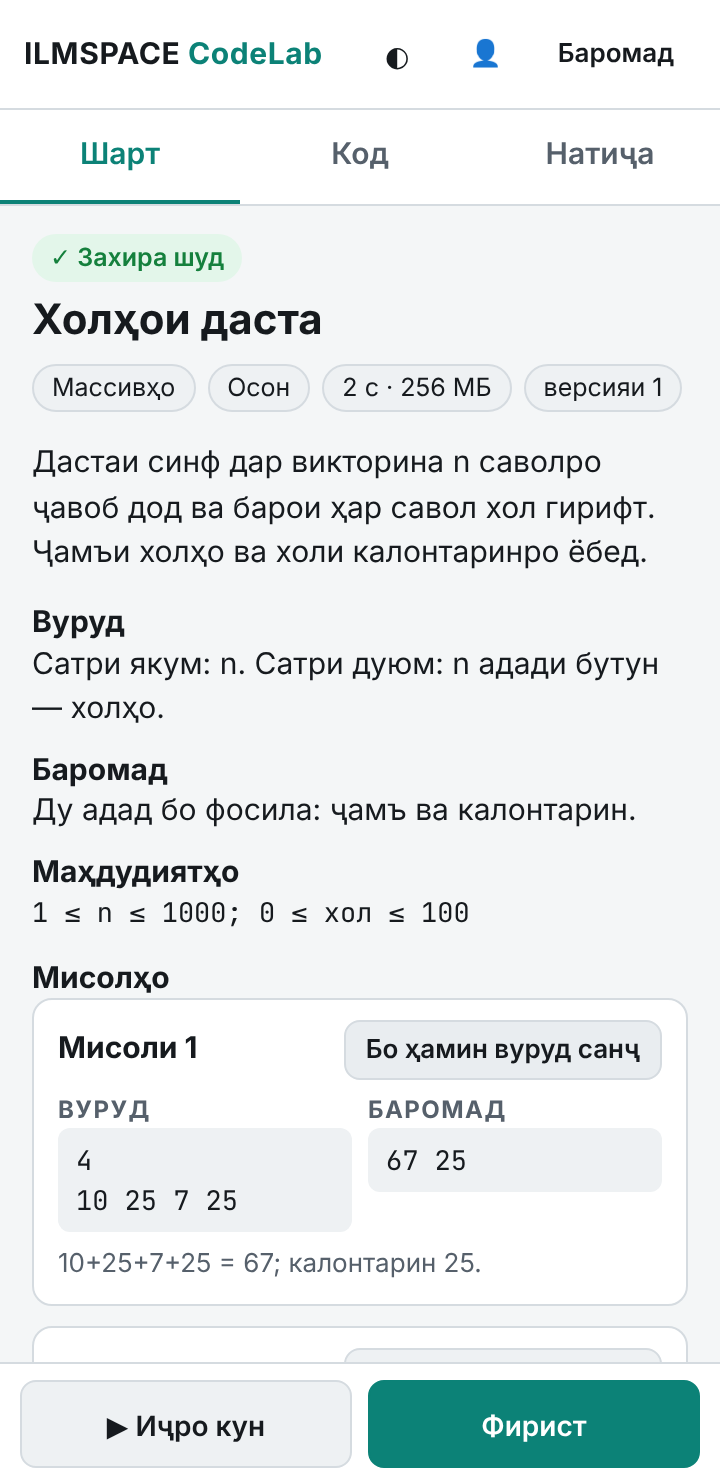 ILMSPACE CodeLab Баромад
Шарт Код Натиҷа
✓ Захира шуд
Холҳои даста
Массивҳо Осон 2 с · 256 МБ версияи 1
Дастаи синф дар викторина n саволро
ҷавоб дод ва барои ҳар савол хол гирифт.
Ҷамъи холҳо ва холи калонтаринро ёбед.
Вуруд
Сатри якум: n. Сатри дуюм: n адади бутун
— холҳо.
Баромад
Ду адад бо фосила: ҷамъ ва калонтарин.
Маҳдудиятҳо
1 ≤ n ≤ 1000; 0 ≤ хол ≤ 100
Мисолҳо
Мисоли 1 Бо ҳамин вуруд санҷ
ВУРУД БАРОМАД
4 67 25
10 25 7 25
10+25+7+25 = 67; калонтарин 25.
▶ Иҷро кун Фирист